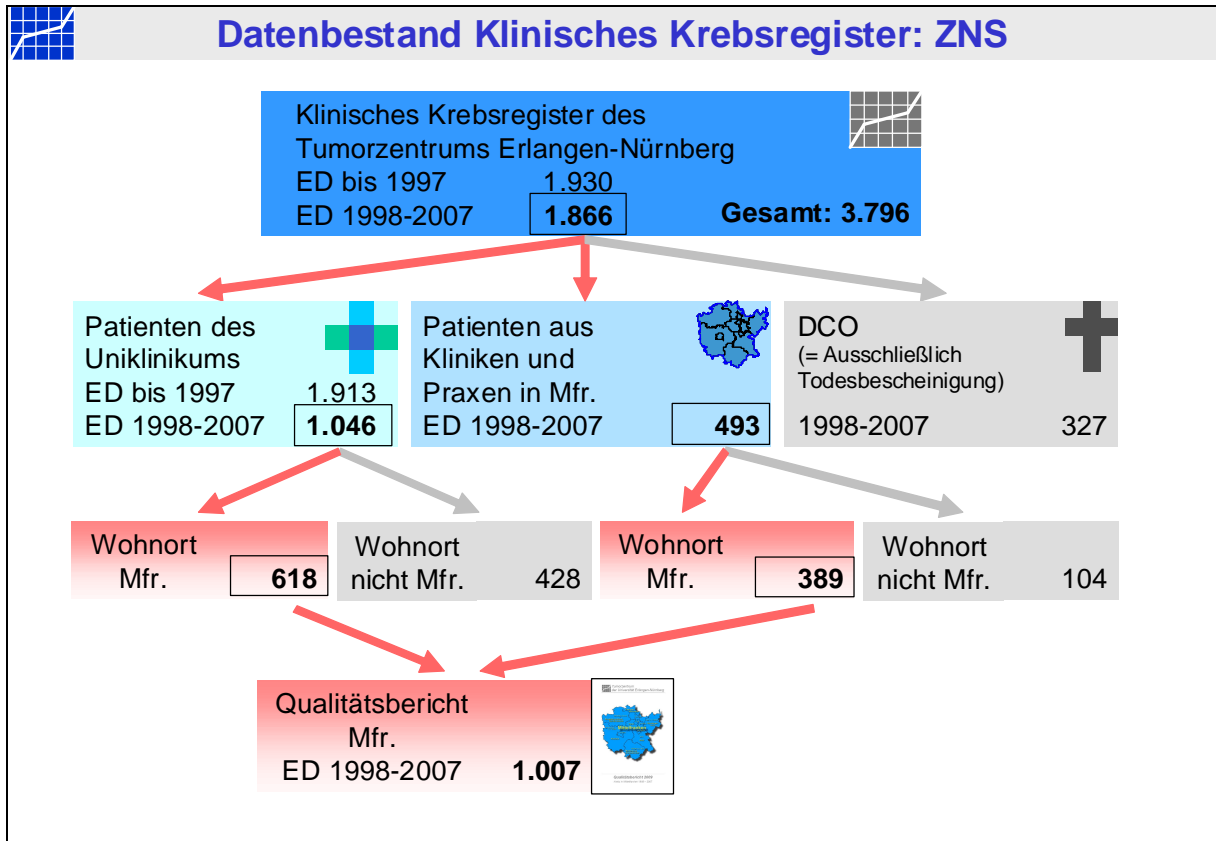 Datenbestand Klinisches Krebsregister: ZNS
Klinisches Krebsregister des
Tumorzentrums Erlangen-Nürnberg
ED bis 1997 1.930
ED 1998-2007 1.866 Gesamt: 3.796
Patienten des
Uniklinikums
ED bis 1997 1.913
ED 1998-2007 1.046
Patienten aus
Kliniken und
Praxen in Mfr.
ED 1998-2007 493
DCO
(= Ausschließlich
Todesbescheinigung)
1998-2007 327
Wohnort
Mfr. 618
Wohnort
nicht Mfr. 428
Wohnort
Mfr. 389
Wohnort
nicht Mfr. 104
Qualitätsbericht
Mfr.
ED 1998-2007 1.007